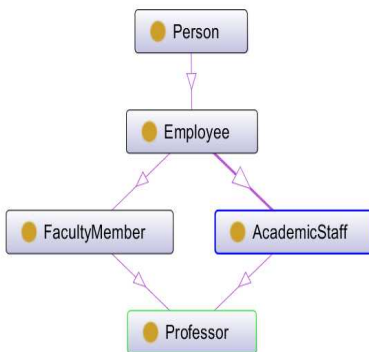 Person
Employee
FacultyMember
AcademicStaff
Professor